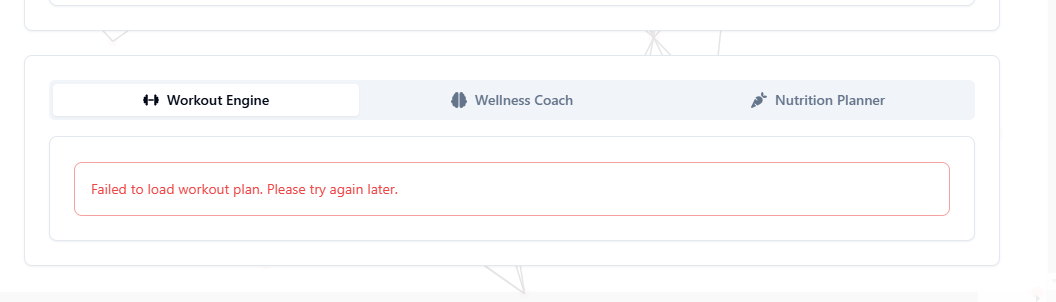 Workout Engine
Wellness Coach
Nutrition Planner
Failed to load workout plan. Please try again later.